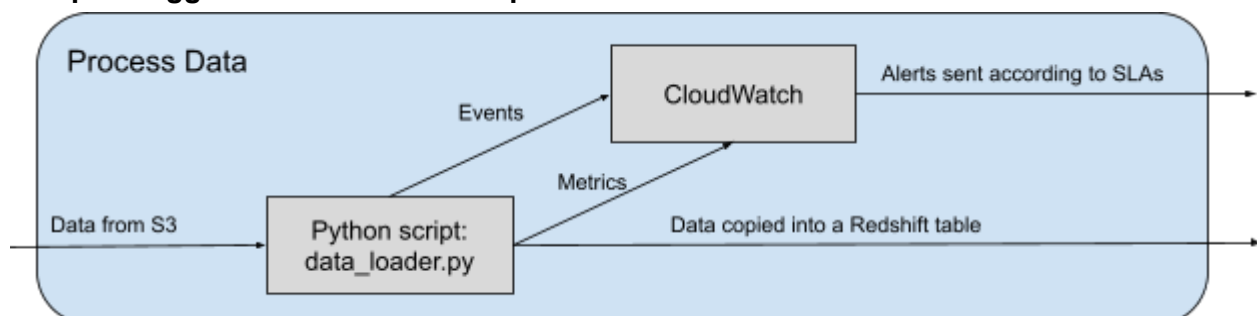 Process Data
CloudWatch
Alerts sent according to SLAs
Events
Metrics
Data from S3
Python script:
data_loader.py
Data copied into a Redshift table